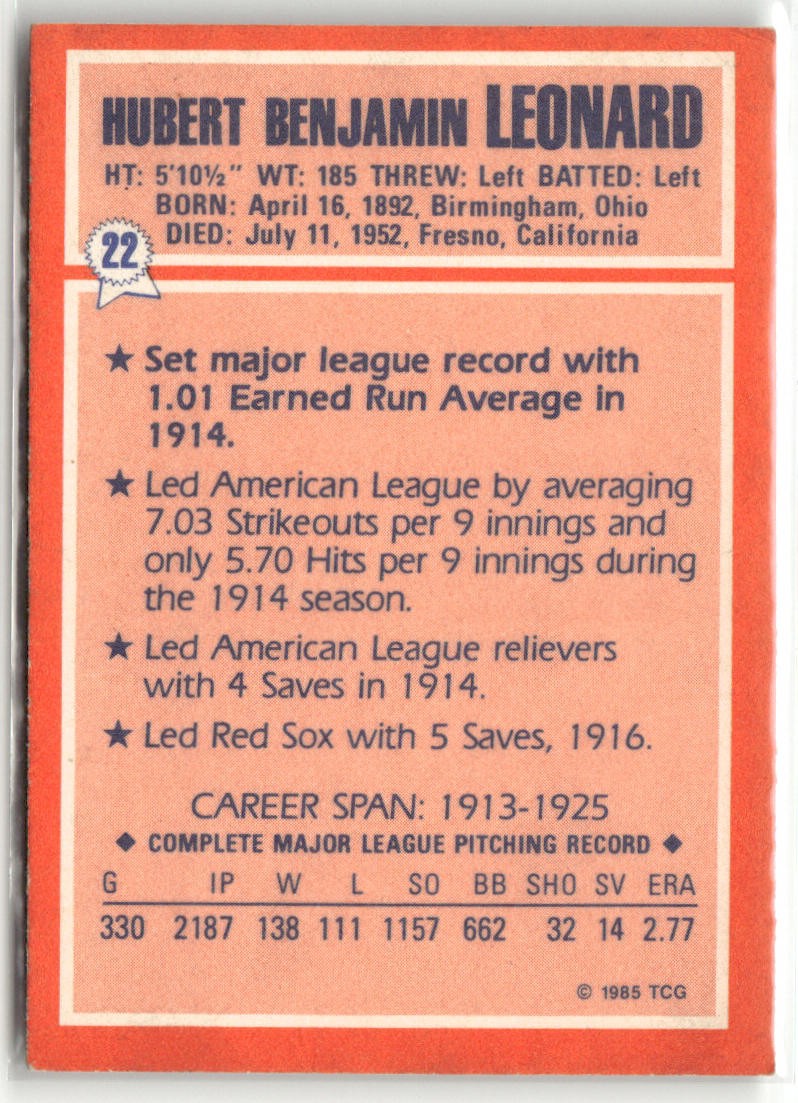 HUBERT BENJAMIN LEONARD
HT: 5'10½" WT: 185 THREW: Left BATTED: Left
BORN: April 16, 1892, Birmingham, Ohio
DIED: July 11, 1952, Fresno, California
22
★ Set major league record with
1.01 Earned Run Average in
1914.
★ Led American League by averaging
7.03 Strikeouts per 9 innings and
only 5.70 Hits per 9 innings during
the 1914 season.
★ Led American League relievers
with 4 Saves in 1914.
★ Led Red Sox with 5 Saves, 1916.
CAREER SPAN: 1913-1925
◆ COMPLETE MAJOR LEAGUE PITCHING RECORD ◆
G IP W L SO BB SHO SV ERA
330 2187 138 111 1157 662 32 14 2.77
© 1985 TCG